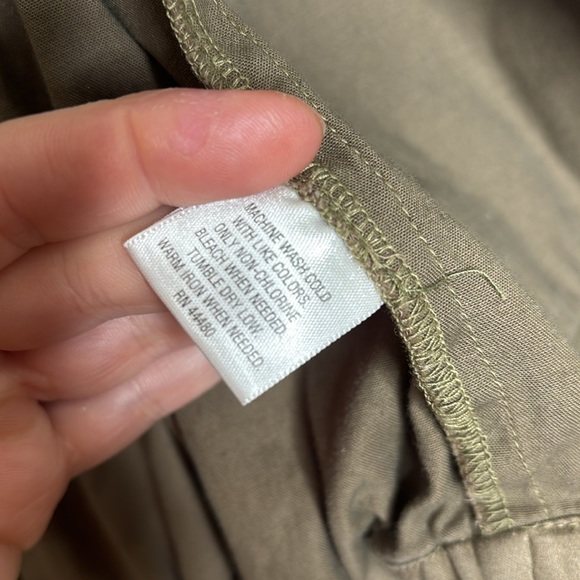 MACHINE WASH COLD
WITH LIKE COLORS.
ONLY NON-CHLORINE
BLEACH WHEN NEEDED.
TUMBLE DRY LOW.
WARM IRON WHEN NEEDED.
RN 44480